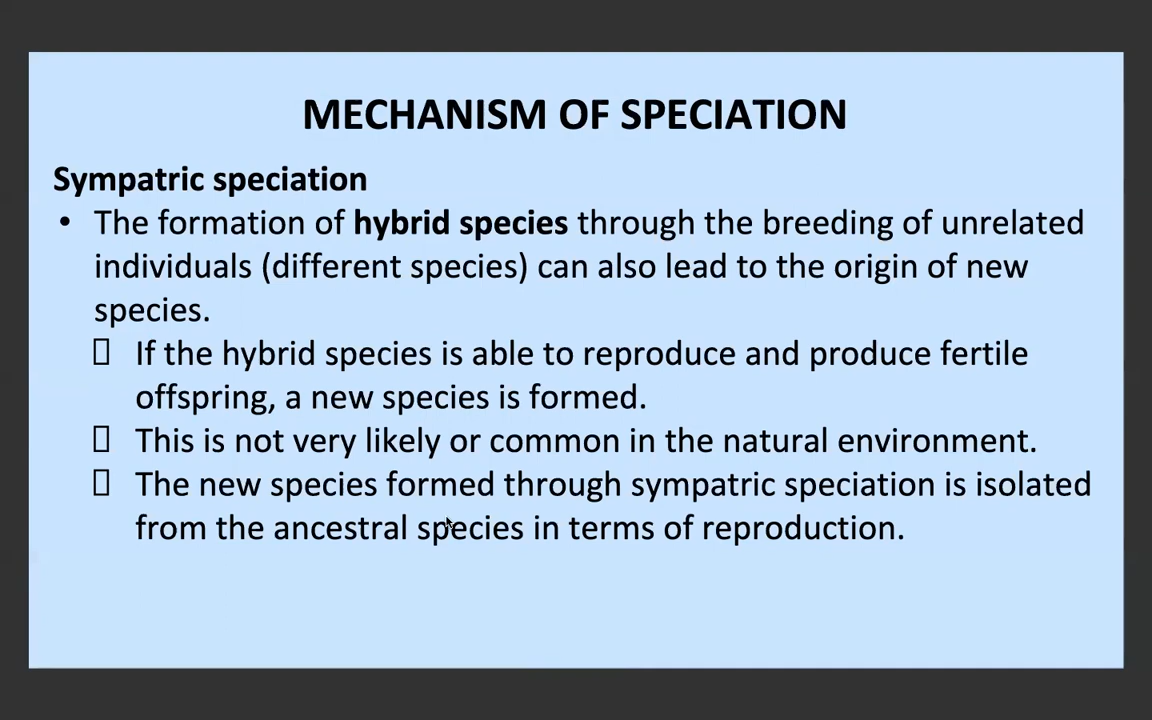 MECHANISM OF SPECIATION
Sympatric speciation
• The formation of hybrid species through the breeding of unrelated
individuals (different species) can also lead to the origin of new
species.
▯ If the hybrid species is able to reproduce and produce fertile
offspring, a new species is formed.
▯ This is not very likely or common in the natural environment.
▯ The new species formed through sympatric speciation is isolated
from the ancestral species in terms of reproduction.